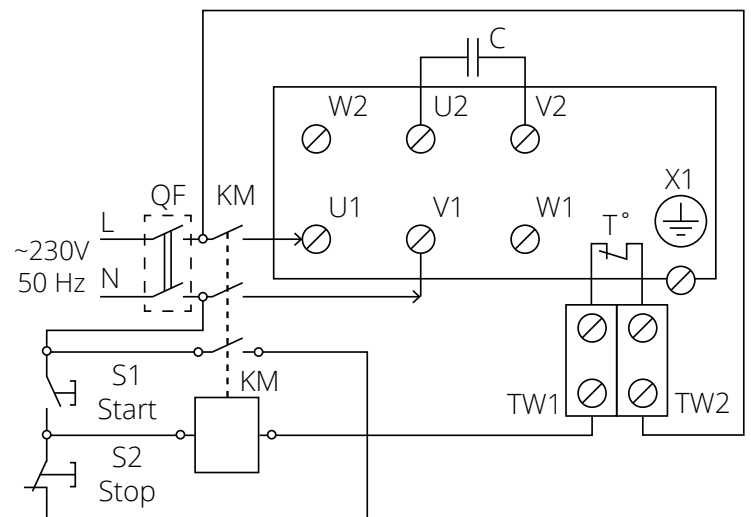 C
W2 U2 V2
X1
QF KM
U1 V1 W1
T°
L
~230V
50 Hz N
S1 KM
Start
TW1 TW2
S2
Stop